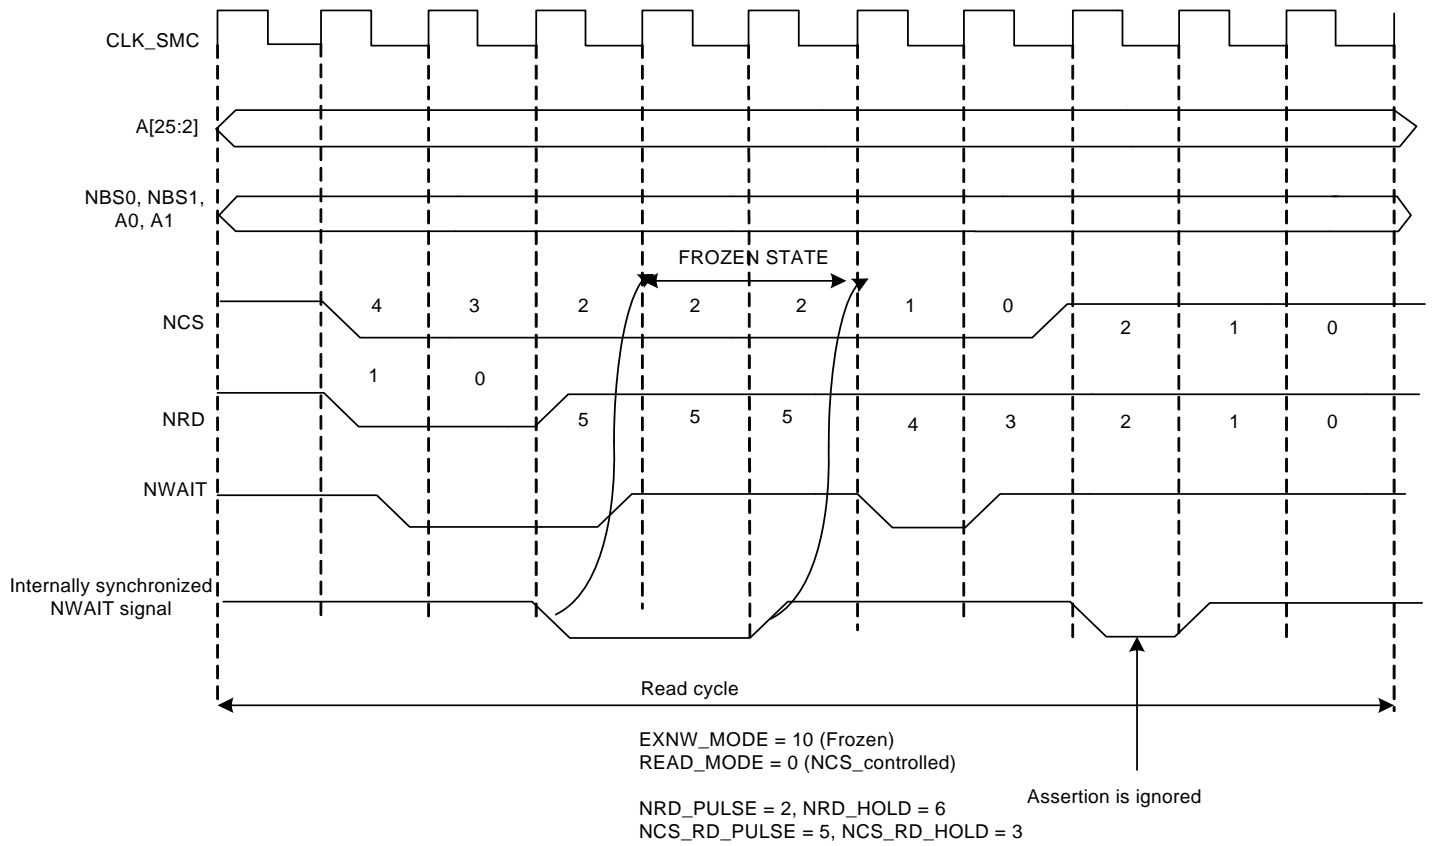 CLK_SMC
A[25:2]
NBS0, NBS1,
A0, A1
FROZEN STATE
4 3 2 2 2 1 0
NCS
2 1 0
1 0
NRD
5 5 5 4 3 2 1 0
NWAIT
Internally synchronized
NWAIT signal
Read cycle
EXNW_MODE = 10 (Frozen)
READ_MODE = 0 (NCS_controlled)
Assertion is ignored
NRD_PULSE = 2, NRD_HOLD = 6
NCS_RD_PULSE = 5, NCS_RD_HOLD = 3